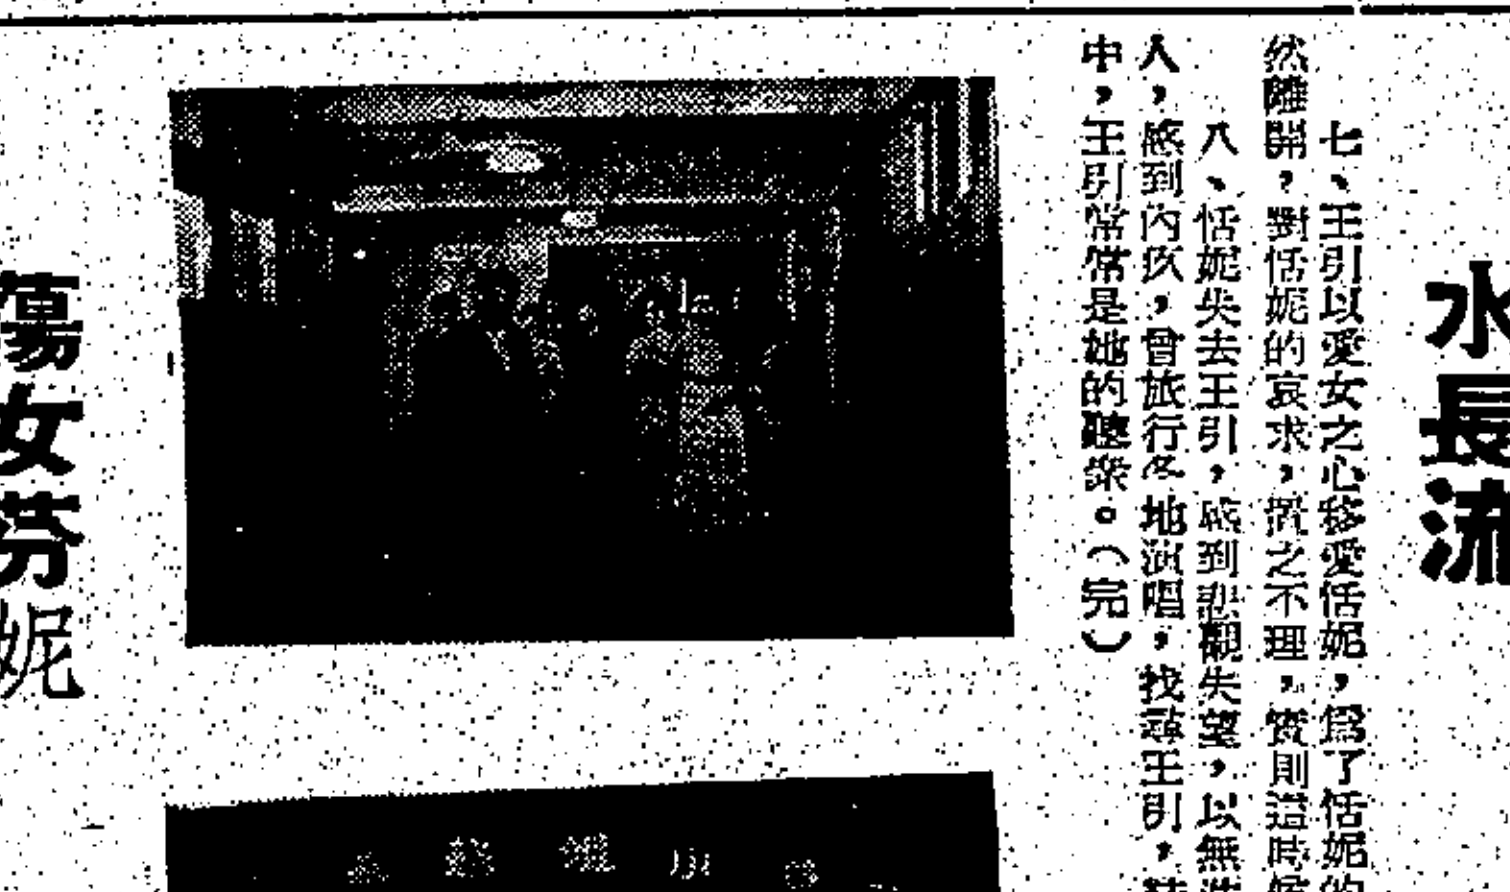 水長流
七、王引以愛女之心移愛恬妮，爲了恬妮的
然離開，對恬妮的哀求，置之不理，實則這時候
八、恬妮失去王引，感到悲觀失望，以無
人，感到內疚，曾旅行各地演唱，找尋王引，
中，王引常常是她的聽衆。（完）
女芬妮